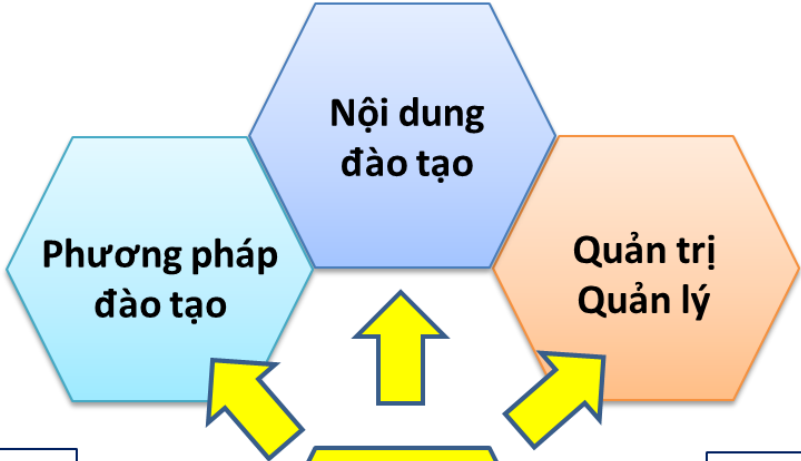 Nội dung
đào tạo
Phương pháp
đào tạo
Quản trị
Quản lý